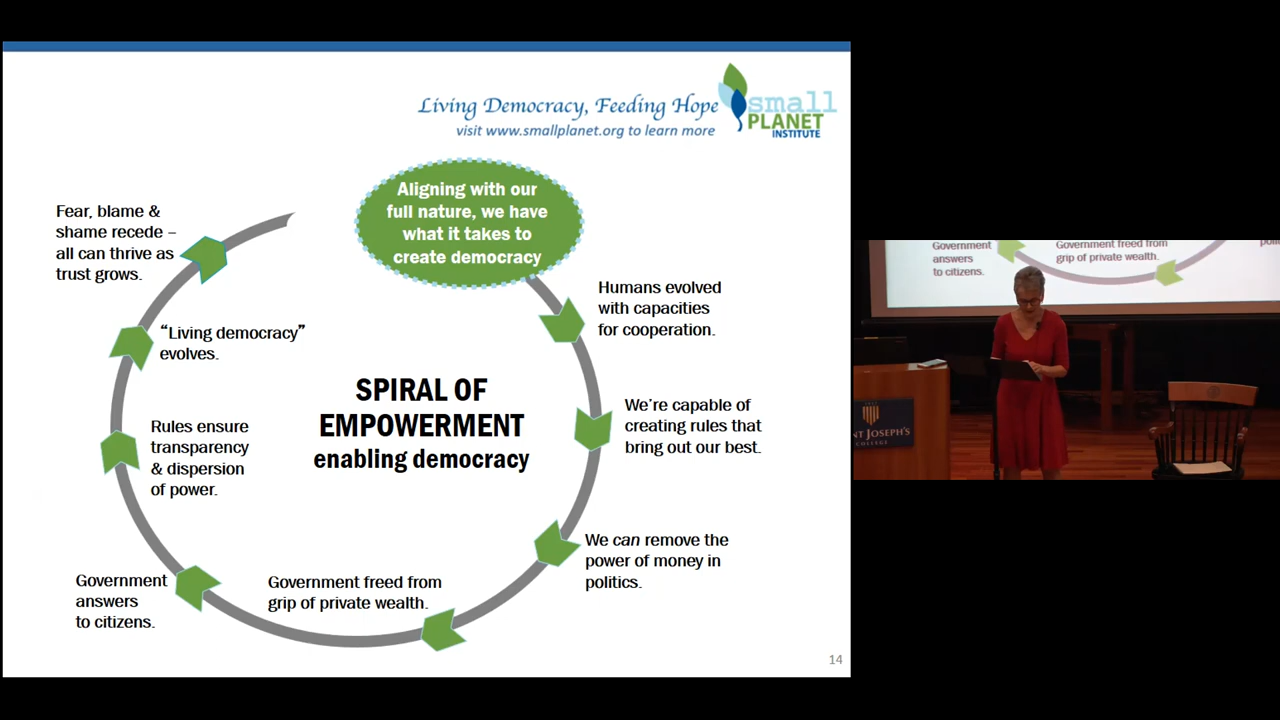 Living Democracy, Feeding Hope
visit www.smallplanet.org to learn more
small
PLANET
INSTITUTE
Aligning with our
full nature, we have
what it takes to
create democracy
Humans evolved
with capacities
for cooperation.
We’re capable of
creating rules that
bring out our best.
We can remove the
power of money in
politics.
Government freed from
grip of private wealth.
Government
answers
to citizens.
Rules ensure
transparency
& dispersion
of power.
“Living democracy”
evolves.
Fear, blame &
shame recede –
all can thrive as
trust grows.
SPIRAL OF
EMPOWERMENT
enabling democracy
14
Government
answers
to citizens.
Government freed from
grip of private wealth.
NT JOSEPH'S
COLLEGE